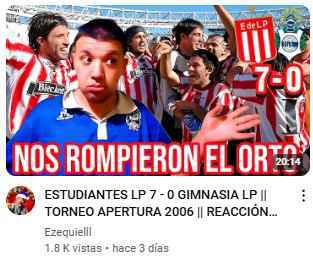 EdeLP
7-0
NOS ROMPIERON EL ORTO
20:14
ESTUDIANTES LP 7 - 0 GIMNASIA LP ||
TORNEO APERTURA 2006 || REACCIÓN...
Ezequielll
1.8 K vistas • hace 3 días